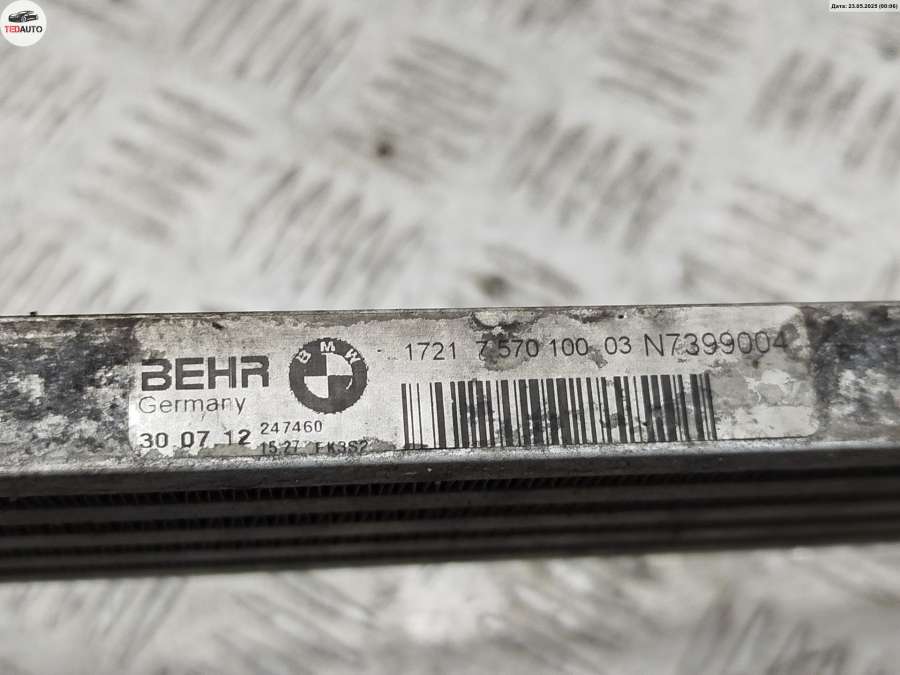 TEDAUTO
Дата: 23.05.2025 (00:06)
BEHR
BMW
1721 7 570 100 03 N7399004
Germany
30 07 12 247460
15:27 FK3S2